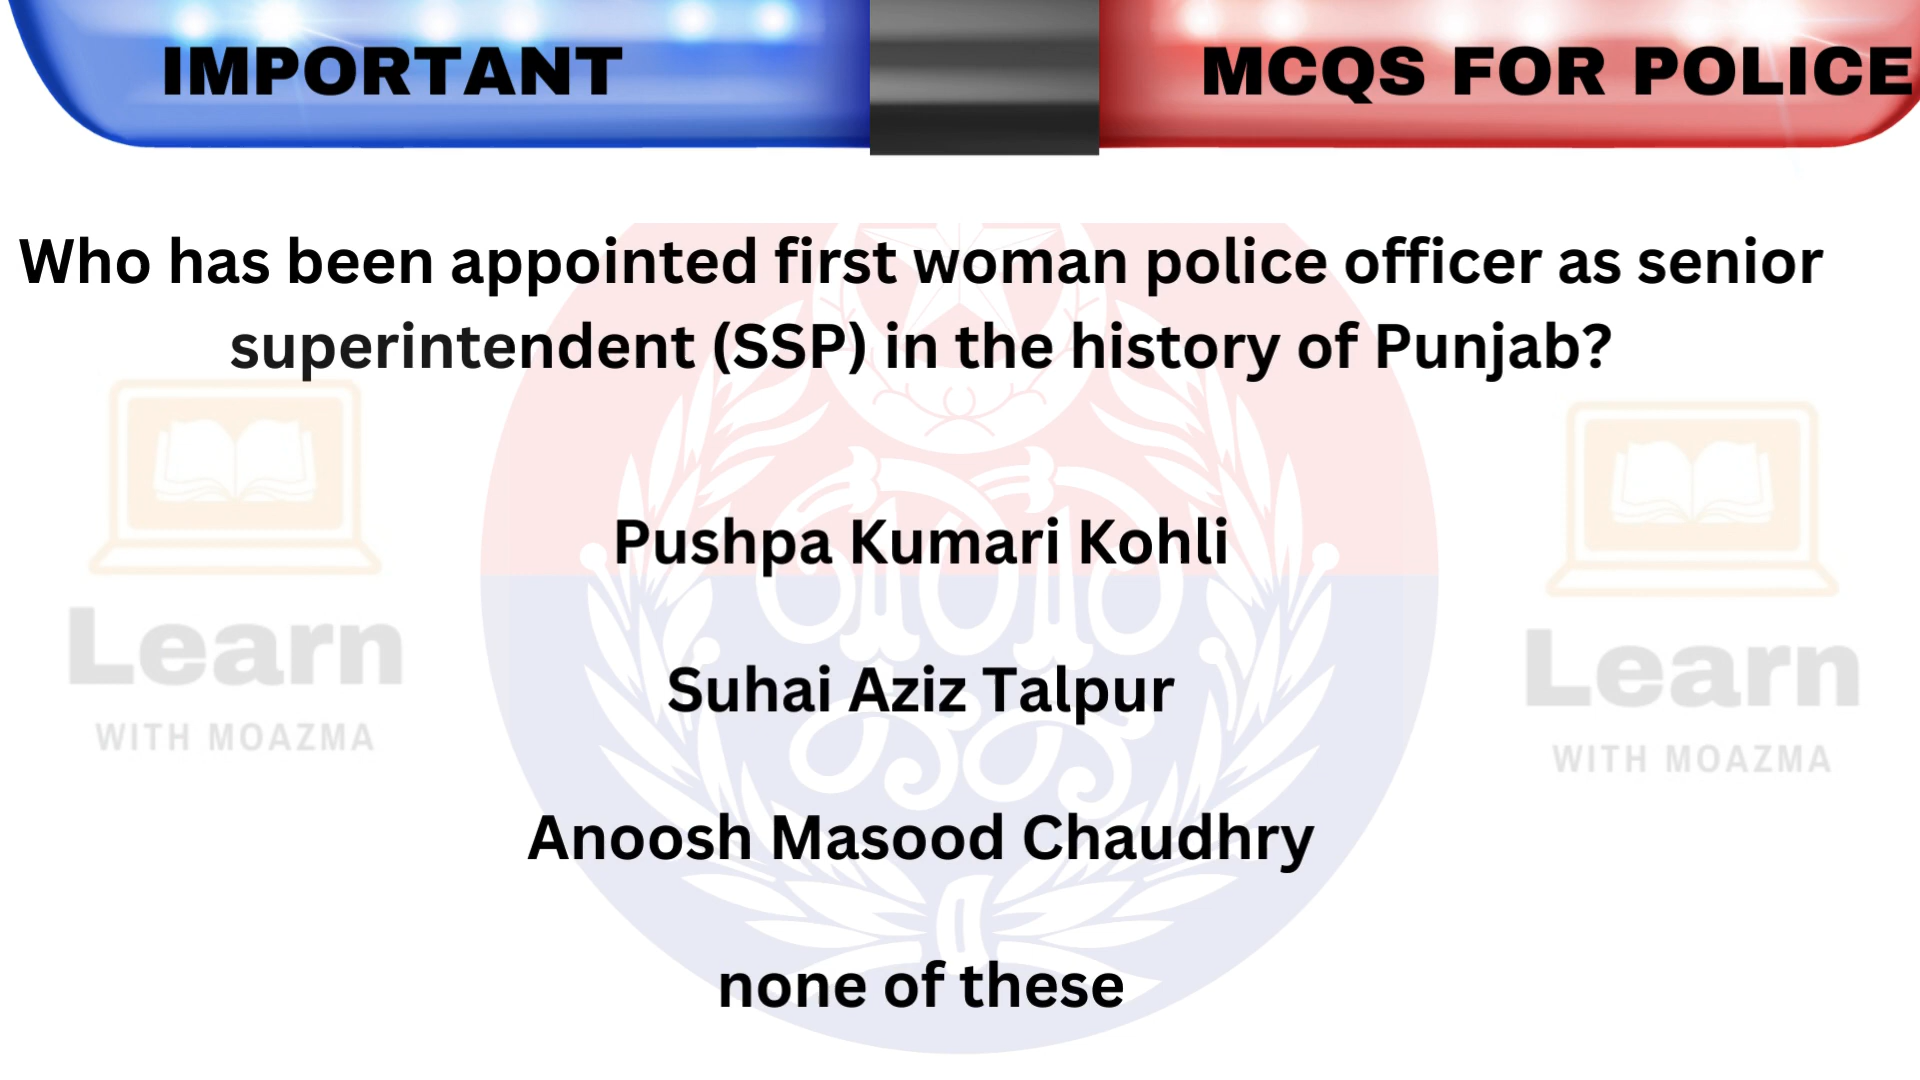 IMPORTANT
MCQS FOR POLICE
Who has been appointed first woman police officer as senior
superintendent (SSP) in the history of Punjab?
Pushpa Kumari Kohli
Suhai Aziz Talpur
Anoosh Masood Chaudhry
none of these
Learn
WITH MOAZMA
Learn
WITH MOAZMA